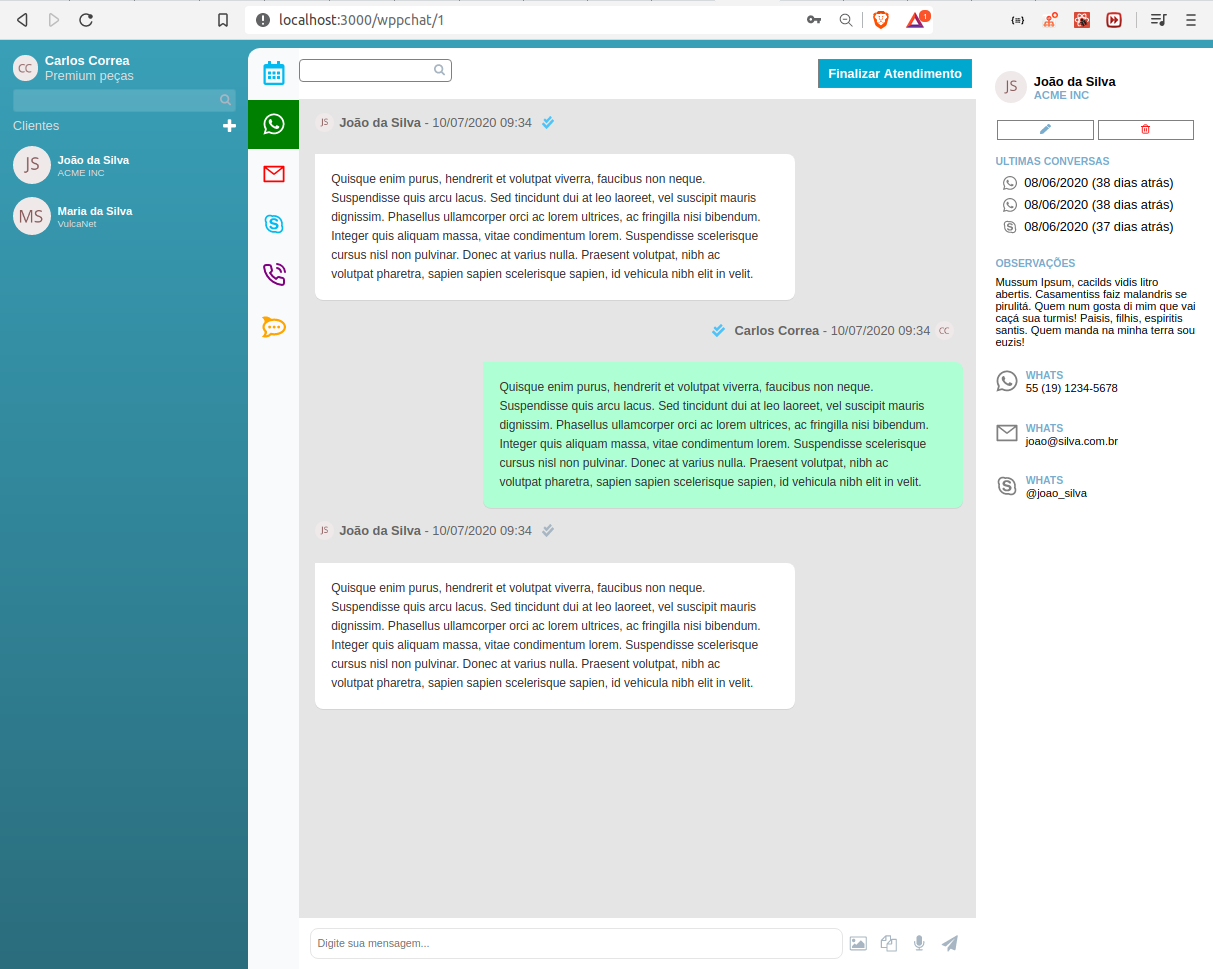 localhost:3000/wppchat/1
1
CC
Carlos Correa
Premium peças
Clientes
JS
João da Silva
ACME INC
MS
Maria da Silva
VulcaNet
Finalizar Atendimento
JS João da Silva - 10/07/2020 09:34
Quisque enim purus, hendrerit et volutpat viverra, faucibus non neque.
Suspendisse quis arcu lacus. Sed tincidunt dui at leo laoreet, vel suscipit mauris
dignissim. Phasellus ullamcorper orci ac lorem ultrices, ac fringilla nisi bibendum.
Integer quis aliquam massa, vitae condimentum lorem. Suspendisse scelerisque
cursus nisl non pulvinar. Donec at varius nulla. Praesent volutpat, nibh ac
volutpat pharetra, sapien sapien scelerisque sapien, id vehicula nibh elit in velit.
Carlos Correa - 10/07/2020 09:34 CC
Quisque enim purus, hendrerit et volutpat viverra, faucibus non neque.
Suspendisse quis arcu lacus. Sed tincidunt dui at leo laoreet, vel suscipit mauris
dignissim. Phasellus ullamcorper orci ac lorem ultrices, ac fringilla nisi bibendum.
Integer quis aliquam massa, vitae condimentum lorem. Suspendisse scelerisque
cursus nisl non pulvinar. Donec at varius nulla. Praesent volutpat, nibh ac
volutpat pharetra, sapien sapien scelerisque sapien, id vehicula nibh elit in velit.
JS João da Silva - 10/07/2020 09:34
Quisque enim purus, hendrerit et volutpat viverra, faucibus non neque.
Suspendisse quis arcu lacus. Sed tincidunt dui at leo laoreet, vel suscipit mauris
dignissim. Phasellus ullamcorper orci ac lorem ultrices, ac fringilla nisi bibendum.
Integer quis aliquam massa, vitae condimentum lorem. Suspendisse scelerisque
cursus nisl non pulvinar. Donec at varius nulla. Praesent volutpat, nibh ac
volutpat pharetra, sapien sapien scelerisque sapien, id vehicula nibh elit in velit.
Digite sua mensagem...
JS
João da Silva
ACME INC
ULTIMAS CONVERSAS
08/06/2020 (38 dias atrás)
08/06/2020 (38 dias atrás)
08/06/2020 (37 dias atrás)
OBSERVAÇÕES
Mussum Ipsum, cacilds vidis litro
abertis. Casamentiss faiz malandris se
pirulitá. Quem num gosta di mim que vai
caçá sua turmis! Paisis, filhis, espiritis
santis. Quem manda na minha terra sou
euzis!
WHATS
55 (19) 1234-5678
WHATS
joao@silva.com.br
WHATS
@joao_silva